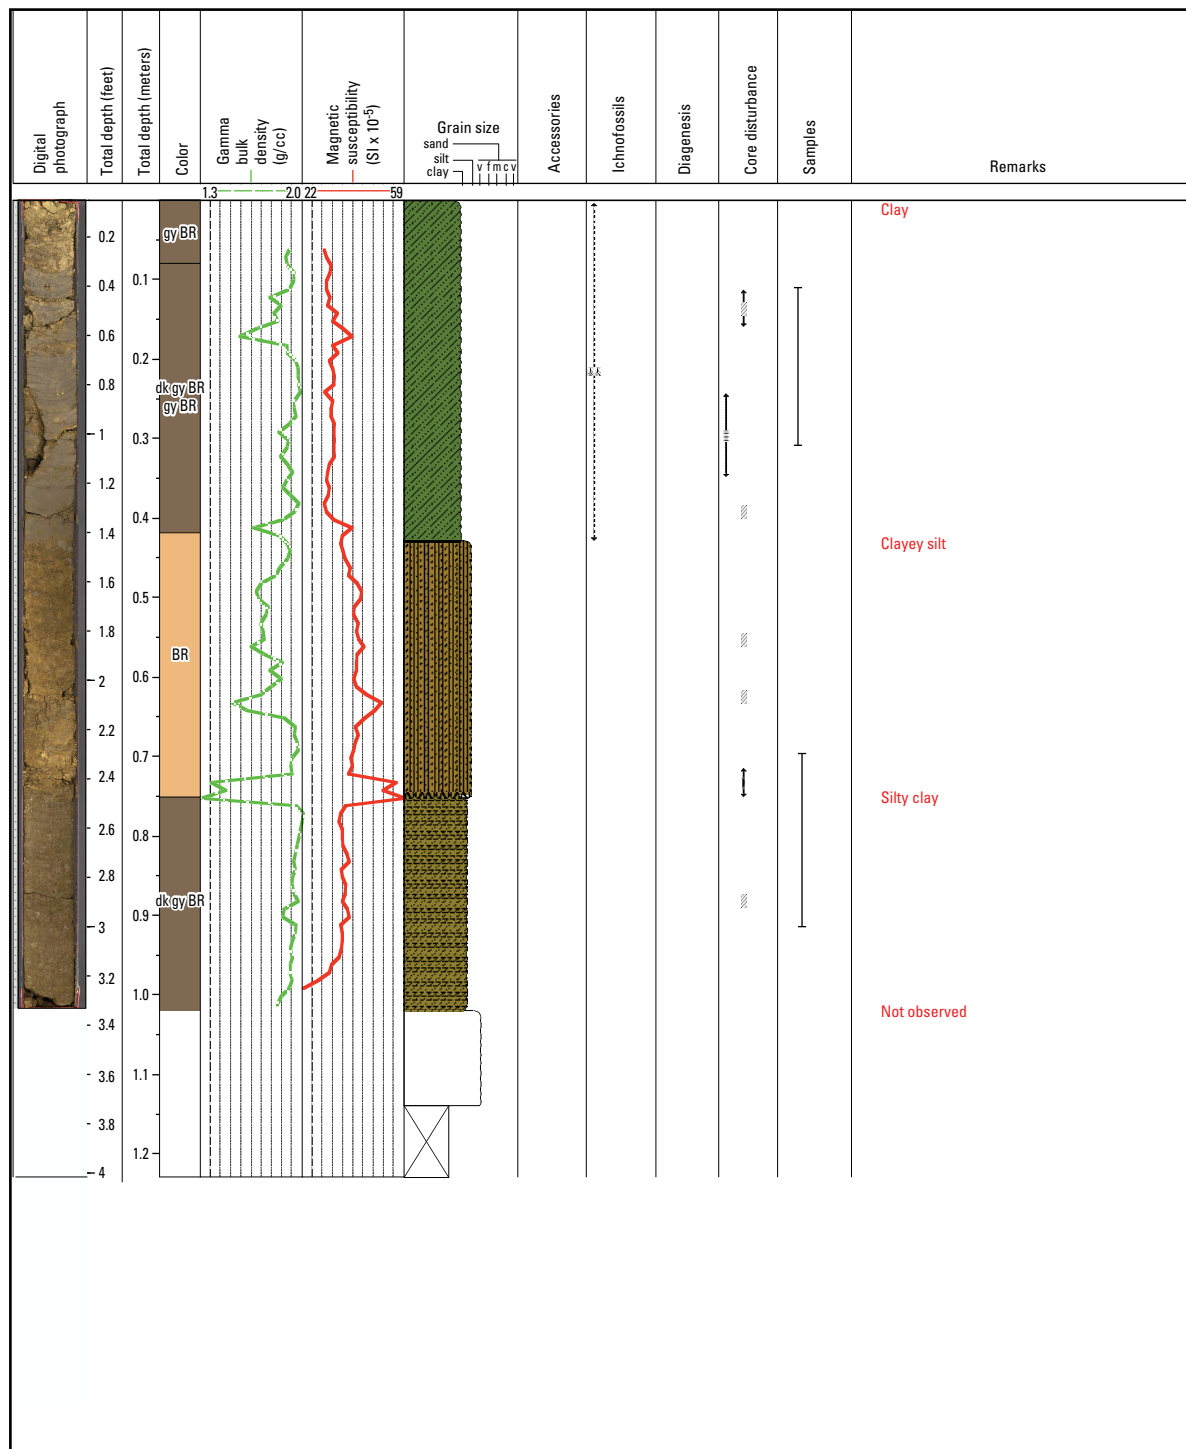 Digital
photograph
Total depth (feet)
Total depth (meters)
Color
Gamma
bulk
density
(g/cc)
Magnetic
susceptibility
(SI x 10-5)
Grain size
sand
silt
clay
v f m c v
Accessories
Ichnofossils
Diagenesis
Core disturbance
Samples
Remarks
1.3 2.0 22 59
0.2
0.4
0.6
0.8
1
1.2
1.4
1.6
1.8
2
2.2
2.4
2.6
2.8
3
3.2
3.4
3.6
3.8
4
0.1
0.2
0.3
0.4
0.5
0.6
0.7
0.8
0.9
1.0
1.1
1.2
gy BR
dk gy BR
gy BR
BR
dk gy BR
Clay
Clayey silt
Silty clay
Not observed